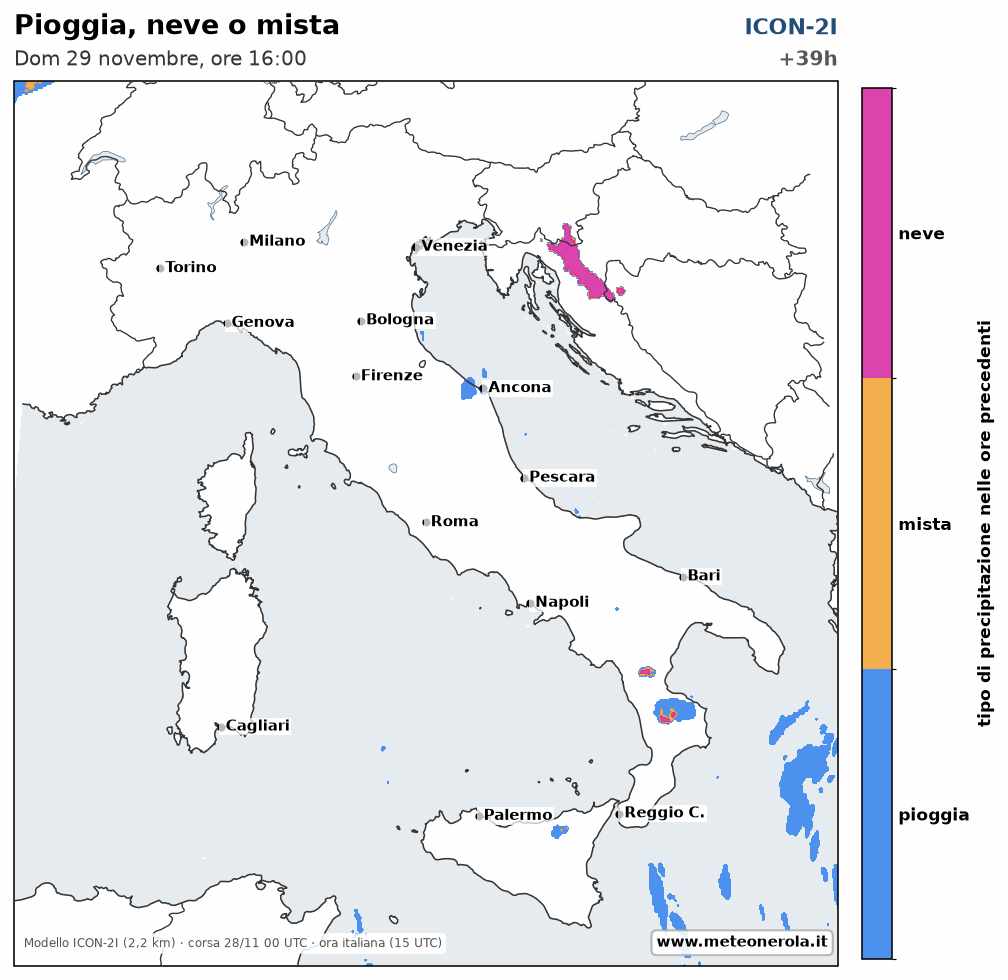 Pioggia, neve o mista
ICON-2I
Dom 29 novembre, ore 16:00
+39h
neve
mista
pioggia
tipo di precipitazione nelle ore precedenti
Milano
Venezia
Torino
Genova
Bologna
Firenze
Ancona
Pescara
Roma
Bari
Napoli
Cagliari
Palermo
Reggio C.
Modello ICON-2I (2,2 km) · corsa 28/11 00 UTC · ora italiana (15 UTC)
www.meteonerola.it